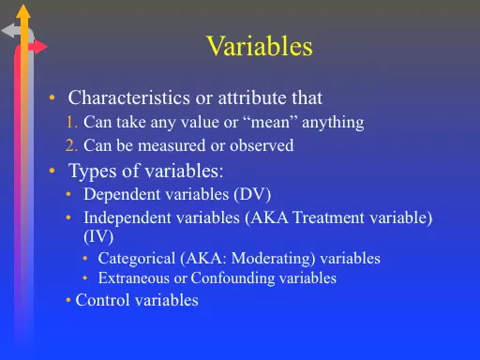 Variables
• Characteristics or attribute that
1. Can take any value or “mean” anything
2. Can be measured or observed
• Types of variables:
• Dependent variables (DV)
• Independent variables (AKA Treatment variable)
(IV)
• Categorical (AKA: Moderating) variables
• Extraneous or Confounding variables
• Control variables